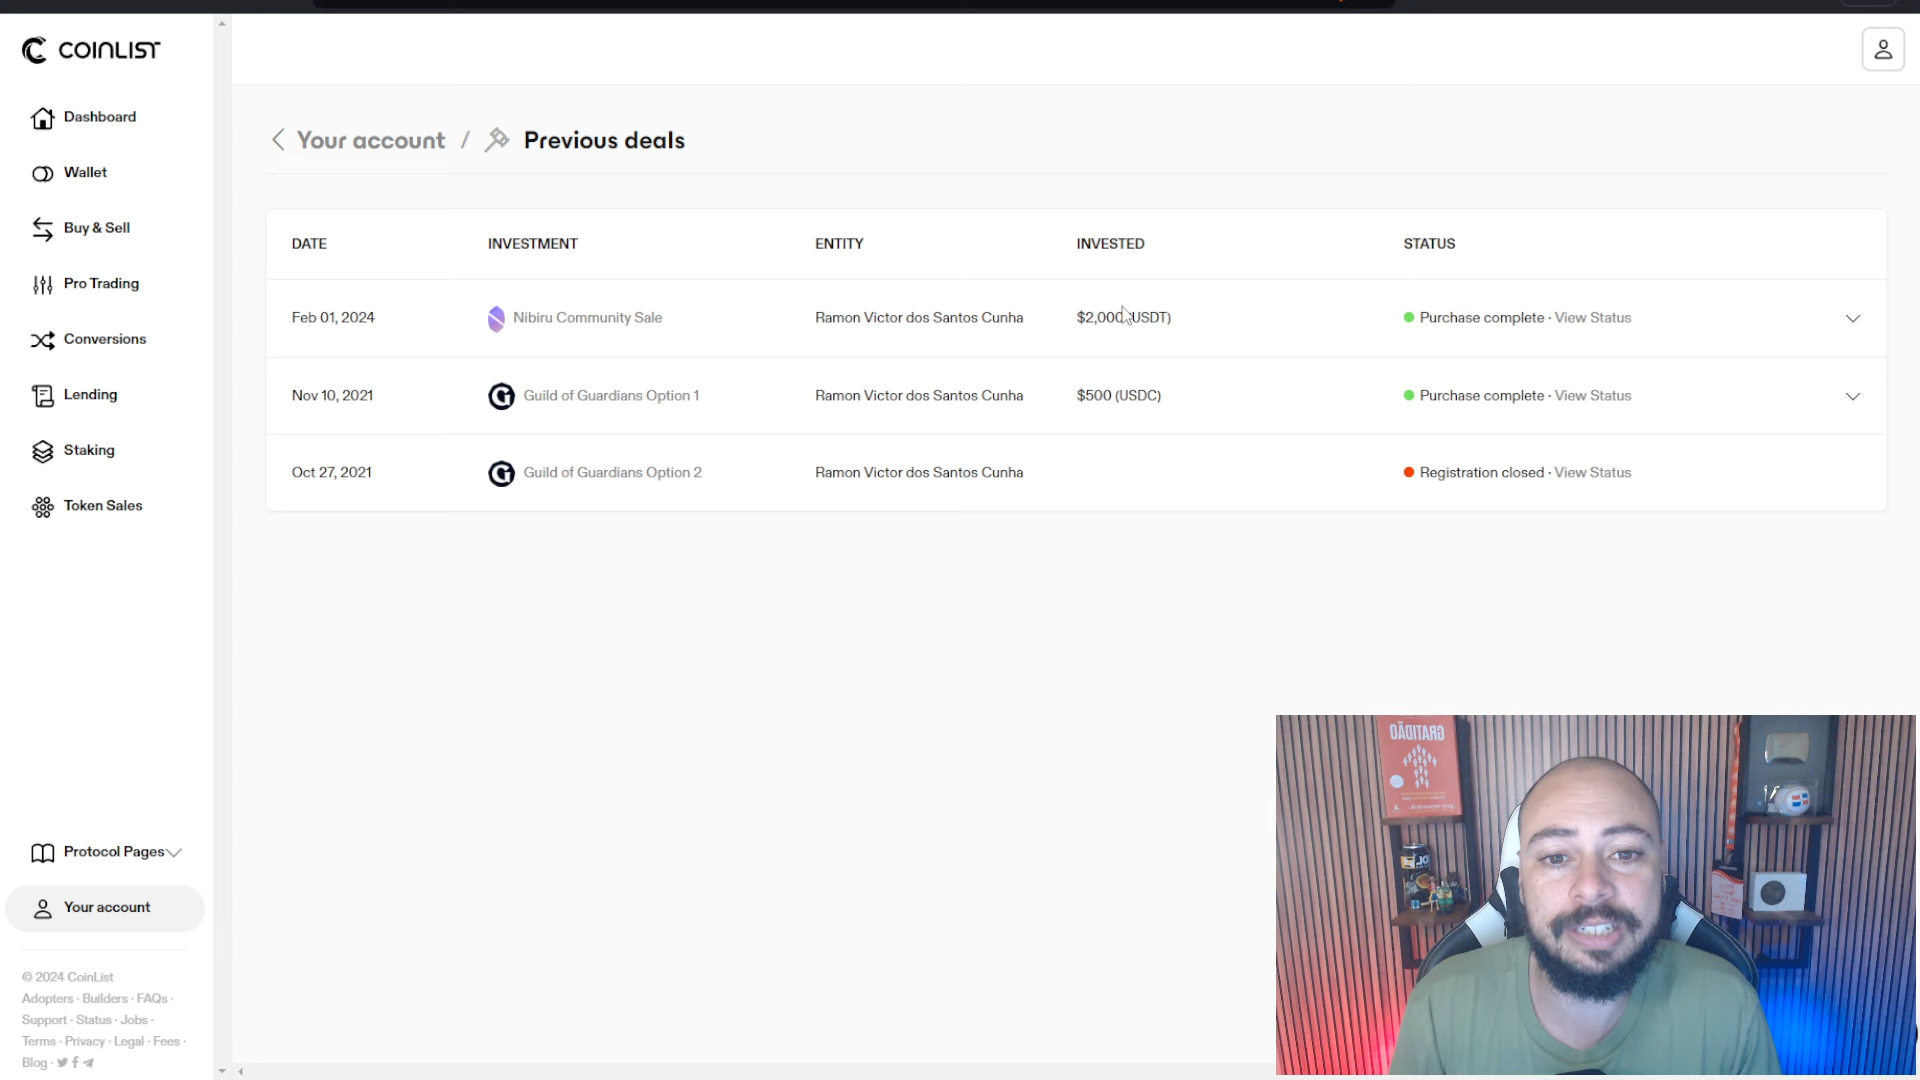 COINLIST
Dashboard
Wallet
Buy & Sell
Pro Trading
Conversions
Lending
Staking
Token Sales
Protocol Pages
Your account
© 2024 CoinList
Adopters · Builders · FAQs ·
Support · Status · Jobs ·
Terms · Privacy · Legal · Fees ·
Blog ·
Your account / Previous deals
DATE INVESTMENT ENTITY INVESTED STATUS
Feb 01, 2024 Nibiru Community Sale Ramon Victor dos Santos Cunha $2,000 (USDT) Purchase complete · View Status
Nov 10, 2021 Guild of Guardians Option 1 Ramon Victor dos Santos Cunha $500 (USDC) Purchase complete · View Status
Oct 27, 2021 Guild of Guardians Option 2 Ramon Victor dos Santos Cunha Registration closed · View Status
GRATIDÃO